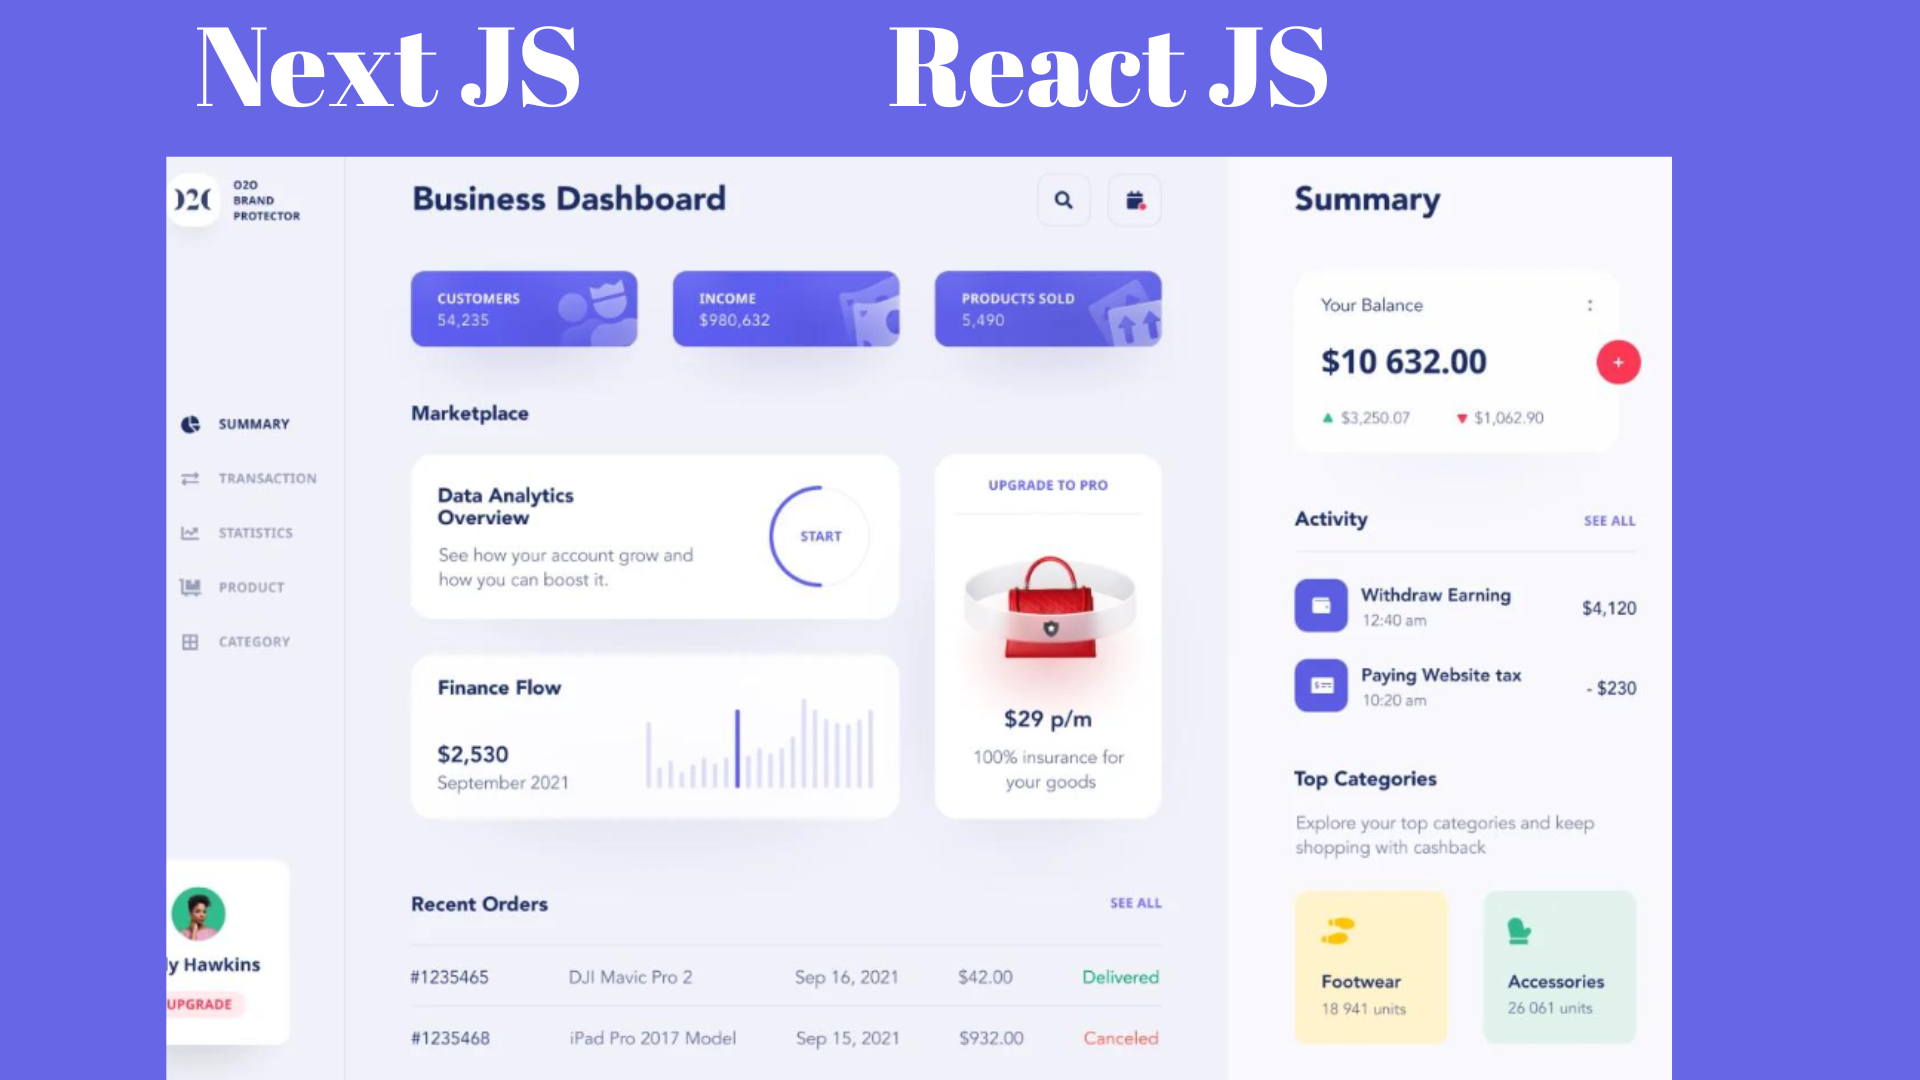 Next JS
React JS
O2O
BRAND
PROTECTOR
SUMMARY
TRANSACTION
STATISTICS
PRODUCT
CATEGORY
y Hawkins
UPGRADE
Business Dashboard
CUSTOMERS
54,235
INCOME
$980,632
PRODUCTS SOLD
5,490
Marketplace
Data Analytics
Overview
See how your account grow and
how you can boost it.
START
Finance Flow
$2,530
September 2021
UPGRADE TO PRO
$29 p/m
100% insurance for
your goods
Recent Orders
SEE ALL
#1235465 DJI Mavic Pro 2 Sep 16, 2021 $42.00 Delivered
#1235468 iPad Pro 2017 Model Sep 15, 2021 $932.00 Canceled
Summary
Your Balance
$10 632.00
$3,250.07 $1,062.90
Activity
SEE ALL
Withdraw Earning
12:40 am
$4,120
Paying Website tax
10:20 am
- $230
Top Categories
Explore your top categories and keep
shopping with cashback
Footwear
18 941 units
Accessories
26 061 units